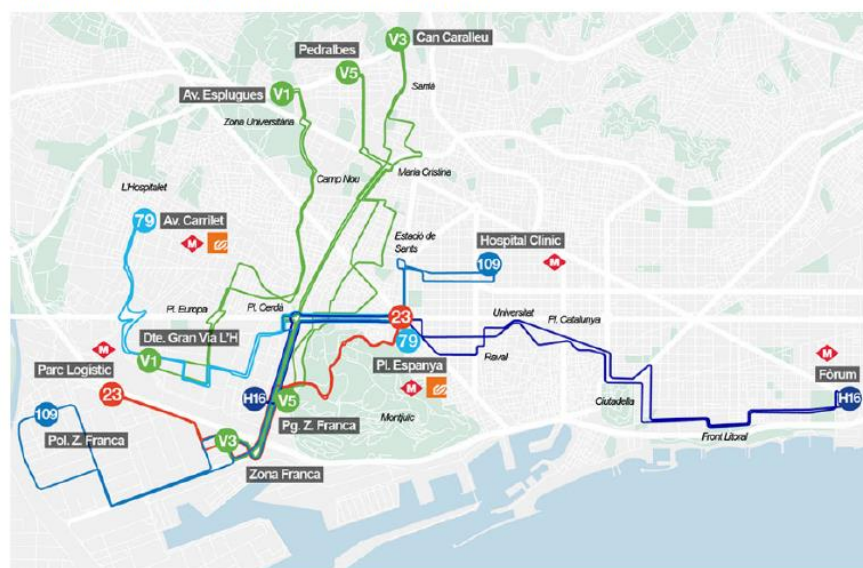 V3
Can Caralleu
Pedralbes
V5
Av. Esplugues
V1
Sarrià
Zona Universitària
Camp Nou
Maria Cristina
L'Hospitalet
79
Av. Carrilet
M
Estació de
Sants
Hospital Clinic
109
M
Pl. Europa
Pl. Cerdà
23
Universitat
Pl. Catalunya
Dte. Gran Via L'H
79
M
V1
Pl. Espanya
Raval
M
Parc Logístic
Fòrum
23
H16
V5
M
H16
109
Pg. Z. Franca
Montjuïc
Ciutadella
Pol. Z. Franca
V3
Front Litoral
Zona Franca